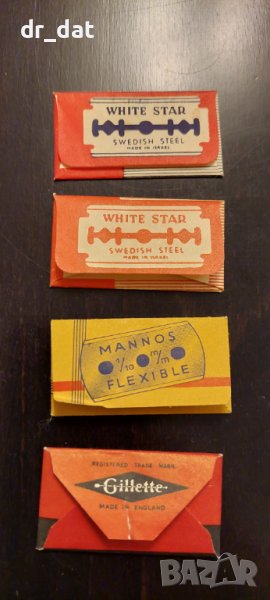 dr_dat
WHITE STAR
SWEDISH STEEL
MADE IN ISRAEL
WHITE STAR
SWEDISH STEEL
MADE IN ISRAEL
MANNOS
1/10 m/m
FLEXIBLE
REGISTERED TRADE MARK
Gillette
MADE IN ENGLAND
BAZAR